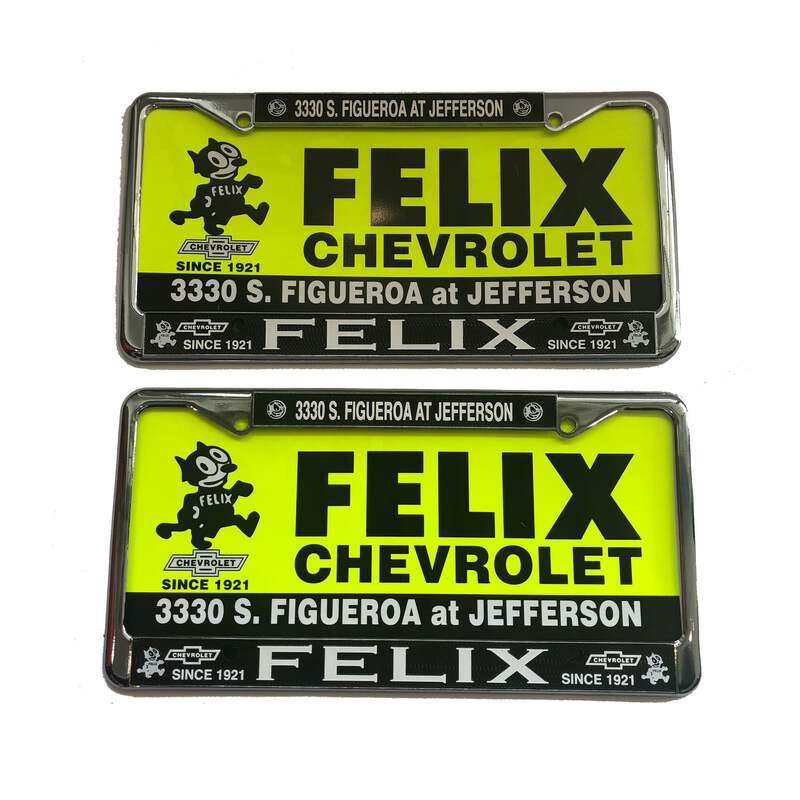 3330 S. FIGUEROA AT JEFFERSON
FELIX
FELIX
CHEVROLET
CHEVROLET
SINCE 1921
3330 S. FIGUEROA at JEFFERSON
CHEVROLET FELIX CHEVROLET
SINCE 1921 SINCE 1921
3330 S. FIGUEROA AT JEFFERSON
FELIX
FELIX
CHEVROLET
CHEVROLET
SINCE 1921
3330 S. FIGUEROA at JEFFERSON
CHEVROLET FELIX CHEVROLET
SINCE 1921 SINCE 1921